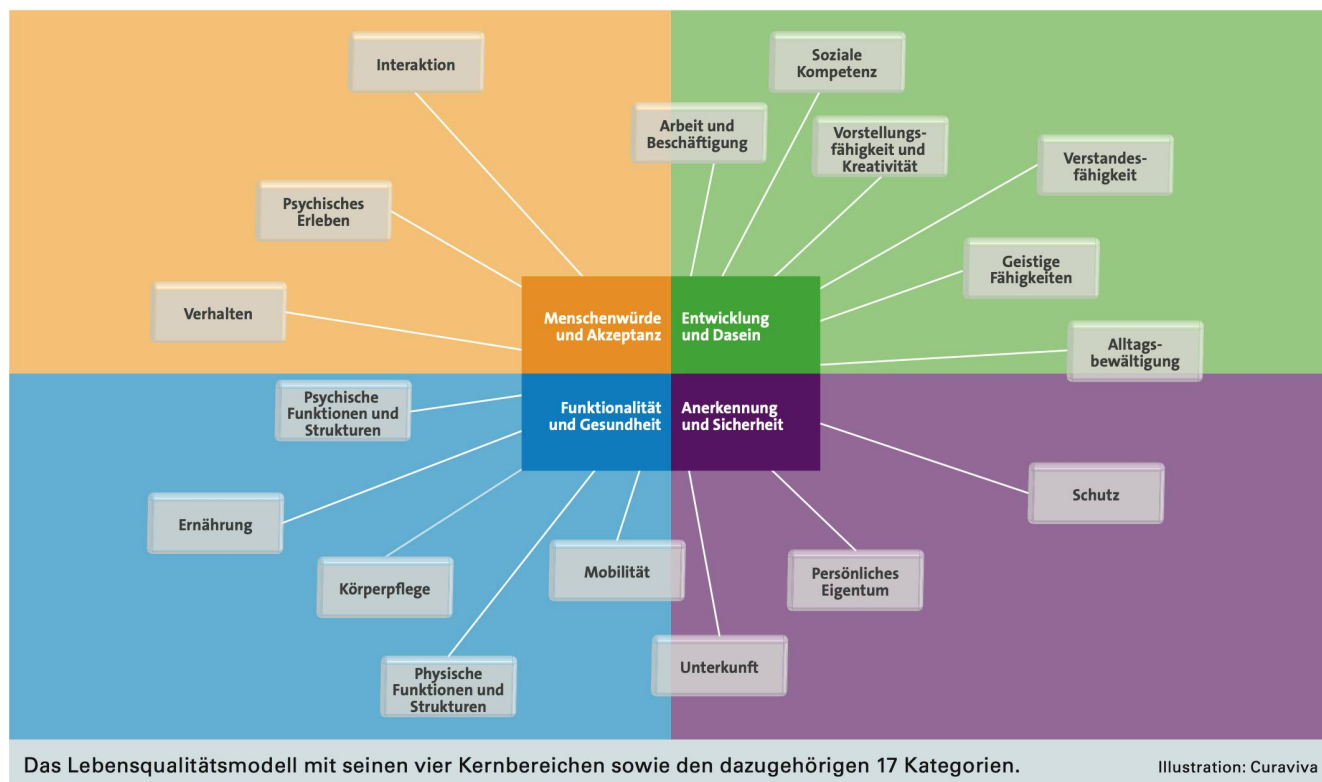 Interaktion
Psychisches
Erleben
Verhalten
Menschenwürde
und Akzeptanz
Soziale
Kompetenz
Arbeit und
Beschäftigung
Vorstellungs-
fähigkeit und
Kreativität
Verstandes-
fähigkeit
Geistige
Fähigkeiten
Alltags-
bewältigung
Entwicklung
und Dasein
Psychische
Funktionen und
Strukturen
Funktionalität
und Gesundheit
Ernährung
Körperpflege
Mobilität
Physische
Funktionen und
Strukturen
Anerkennung
und Sicherheit
Schutz
Persönliches
Eigentum
Unterkunft
Das Lebensqualitätsmodell mit seinen vier Kernbereichen sowie den dazugehörigen 17 Kategorien.
Illustration: Curaviva